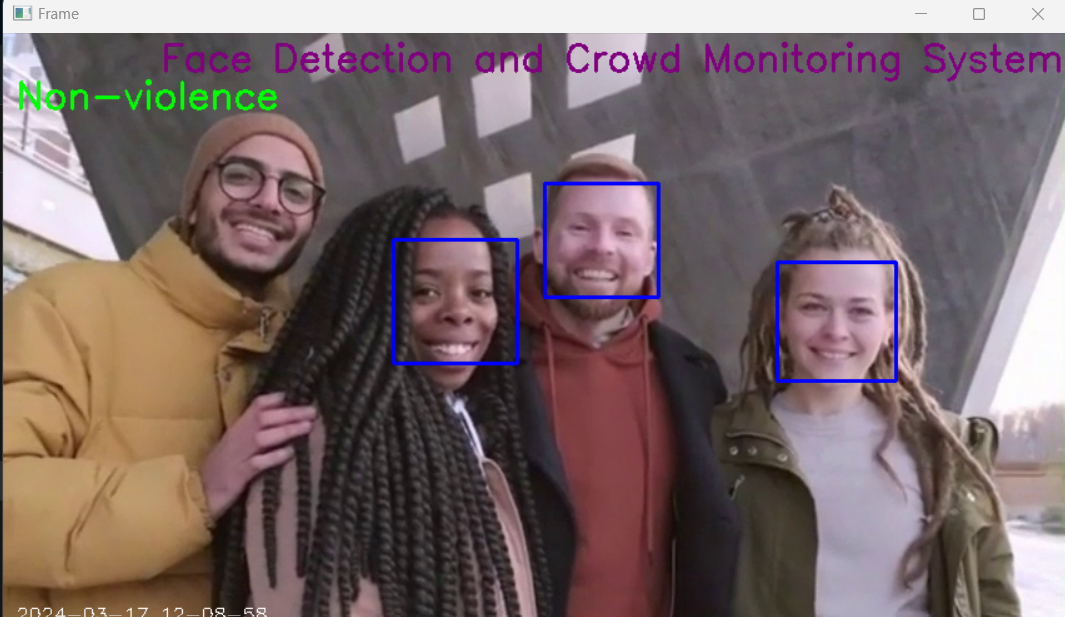 Frame
Face Detection and Crowd Monitoring System
Non-violence
2024-03-17 12-08-58